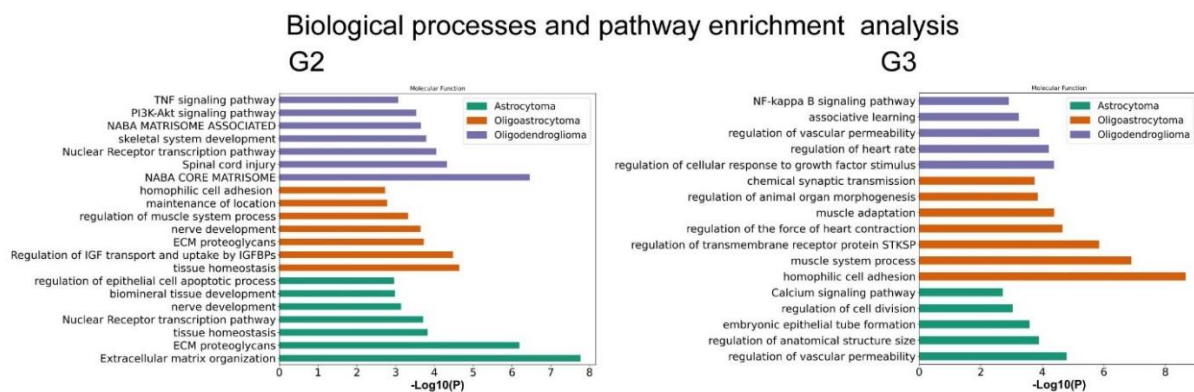 Biological processes and pathway enrichment analysis
G2
Molecular Function
TNF signaling pathway
PI3K-Akt signaling pathway
NABA MATRISOME ASSOCIATED
skeletal system development
Nuclear Receptor transcription pathway
Spinal cord injury
NABA CORE MATRISOME
homophilic cell adhesion
maintenance of location
regulation of muscle system process
nerve development
ECM proteoglycans
Regulation of IGF transport and uptake by IGFBPs
tissue homeostasis
regulation of epithelial cell apoptotic process
biomineral tissue development
nerve development
Nuclear Receptor transcription pathway
tissue homeostasis
ECM proteoglycans
Extracellular matrix organization
Astrocytoma
Oligoastrocytoma
Oligodendroglioma
0 1 2 3 4 5 6 7 8
-Log10(P)
G3
Molecular Function
NF-kappa B signaling pathway
associative learning
regulation of vascular permeability
regulation of heart rate
regulation of cellular response to growth factor stimulus
chemical synaptic transmission
regulation of animal organ morphogenesis
muscle adaptation
regulation of the force of heart contraction
regulation of transmembrane receptor protein STKSP
muscle system process
homophilic cell adhesion
Calcium signaling pathway
regulation of cell division
embryonic epithelial tube formation
regulation of anatomical structure size
regulation of vascular permeability
Astrocytoma
Oligoastrocytoma
Oligodendroglioma
0 2 4 6 8
-Log10(P)